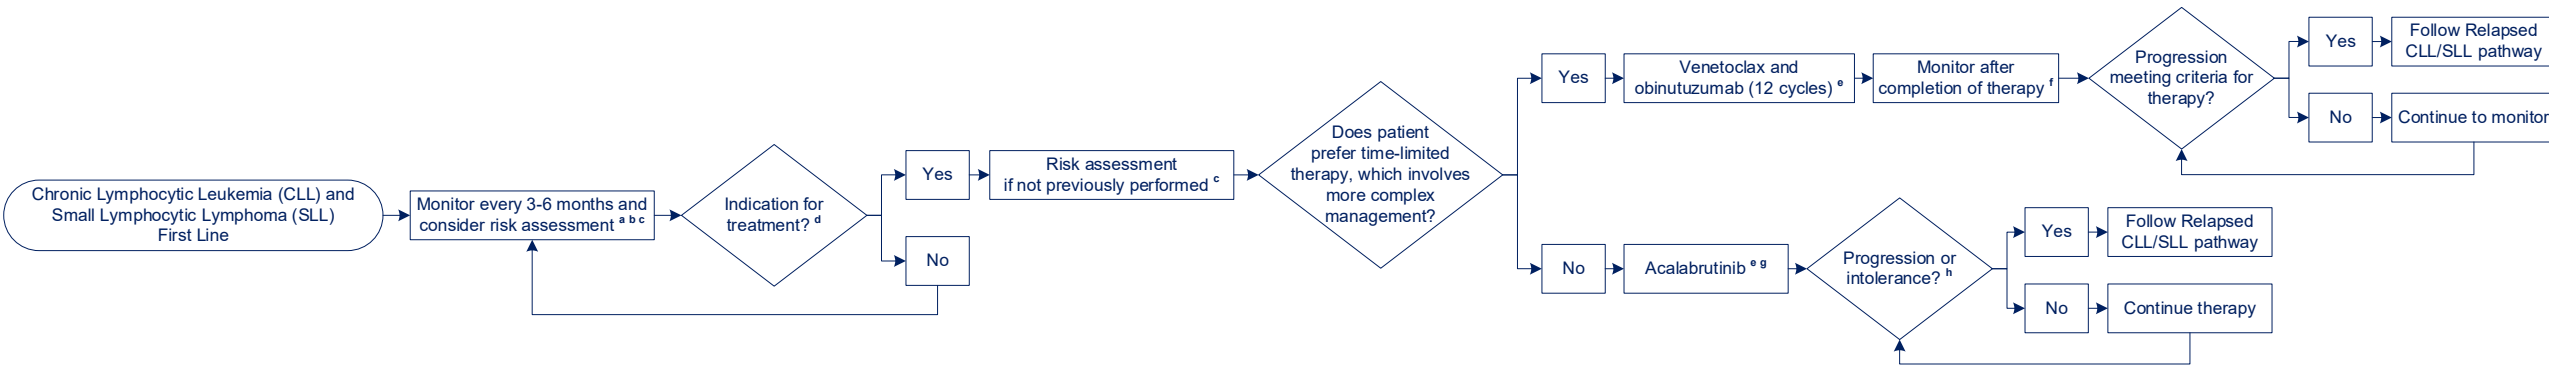 Chronic Lymphocytic Leukemia (CLL) and
Small Lymphocytic Lymphoma (SLL)
First Line
Monitor every 3-6 months and
consider risk assessment a b c
Indication for
treatment? d
Yes
No
Risk assessment
if not previously performed c
Does patient
prefer time-limited
therapy, which involves
more complex
management?
Yes
Venetoclax and
obinutuzumab (12 cycles) e
Monitor after
completion of therapy f
Progression
meeting criteria for
therapy?
Yes
Follow Relapsed
CLL/SLL pathway
No
Continue to monitor
No
Acalabrutinib e g
Progression or
intolerance? h
Yes
Follow Relapsed
CLL/SLL pathway
No
Continue therapy